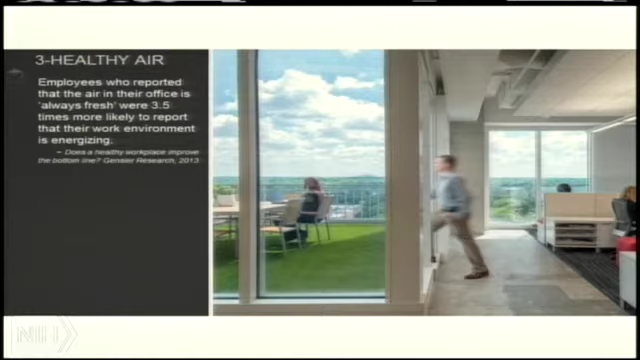 3-HEALTHY AIR
Employees who reported
that the air in their office is
'always fresh' were 3.5
times more likely to report
that their work environment
is energizing.
~ Does a healthy workplace improve
the bottom line? Gensler Research, 2013
NIH